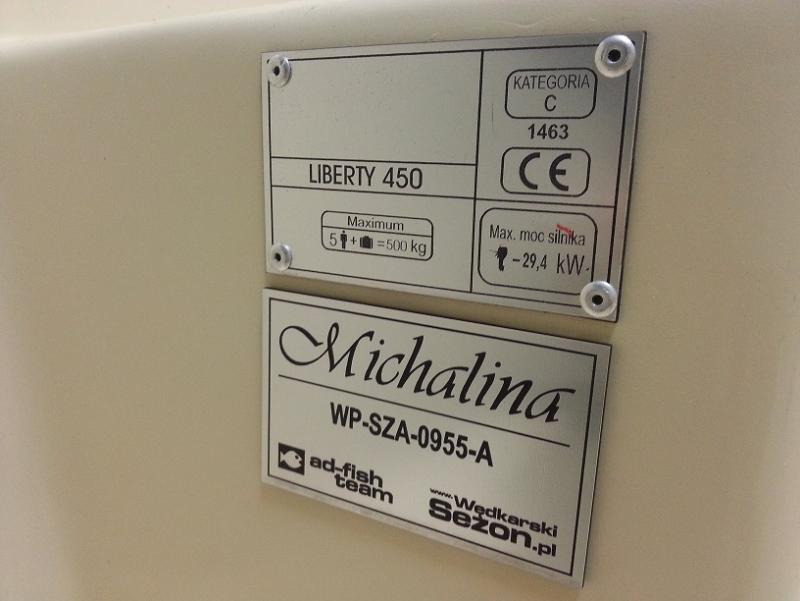 KATEGORIA
C
1463
CE
LIBERTY 450
Maximum
5 + = 500 kg
Max. moc silnika
- 29,4 kW
Michalina
WP-SZA-0955-A
ad-fish
team
www.Wędkarski
Sezon.pl